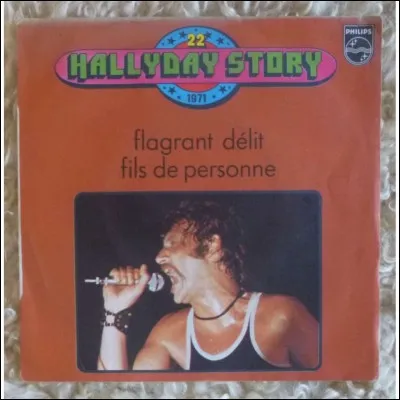 22
HALLYDAY STORY
1971
PHILIPS
flagrant délit
fils de personne